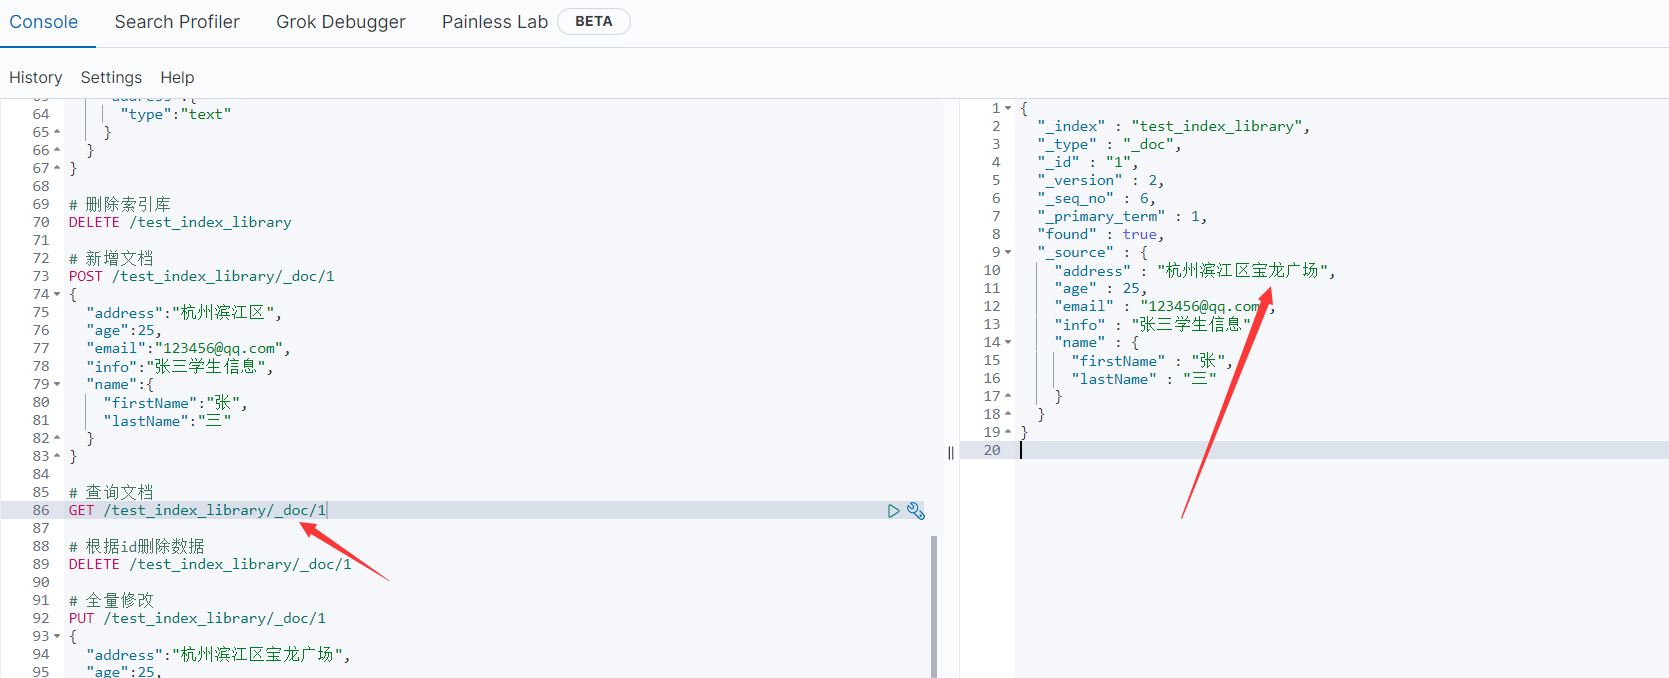 Console Search Profiler Grok Debugger Painless Lab BETA
History Settings Help
64 "type":"text"
65 }
66 }
67 }
68
69 # 删除索引库
70 DELETE /test_index_library
71
72 # 新增文档
73 POST /test_index_library/_doc/1
74 {
75 "address":"杭州滨江区",
76 "age":25,
77 "email":"123456@qq.com",
78 "info":"张三学生信息",
79 "name":{
80 "firstName":"张",
81 "lastName":"三"
82 }
83 }
84
85 # 查询文档
86 GET /test_index_library/_doc/1
87
88 # 根据id删除数据
89 DELETE /test_index_library/_doc/1
90
91 # 全量修改
92 PUT /test_index_library/_doc/1
93 {
94 "address":"杭州滨江区宝龙广场",
95 "age":25,
1 {
2 "_index" : "test_index_library",
3 "_type" : "_doc",
4 "_id" : "1",
5 "_version" : 2,
6 "_seq_no" : 6,
7 "_primary_term" : 1,
8 "found" : true,
9 "_source" : {
10 "address" : "杭州滨江区宝龙广场",
11 "age" : 25,
12 "email" : "123456@qq.com",
13 "info" : "张三学生信息"
14 "name" : {
15 "firstName" : "张",
16 "lastName" : "三"
17 }
18 }
19 }
20